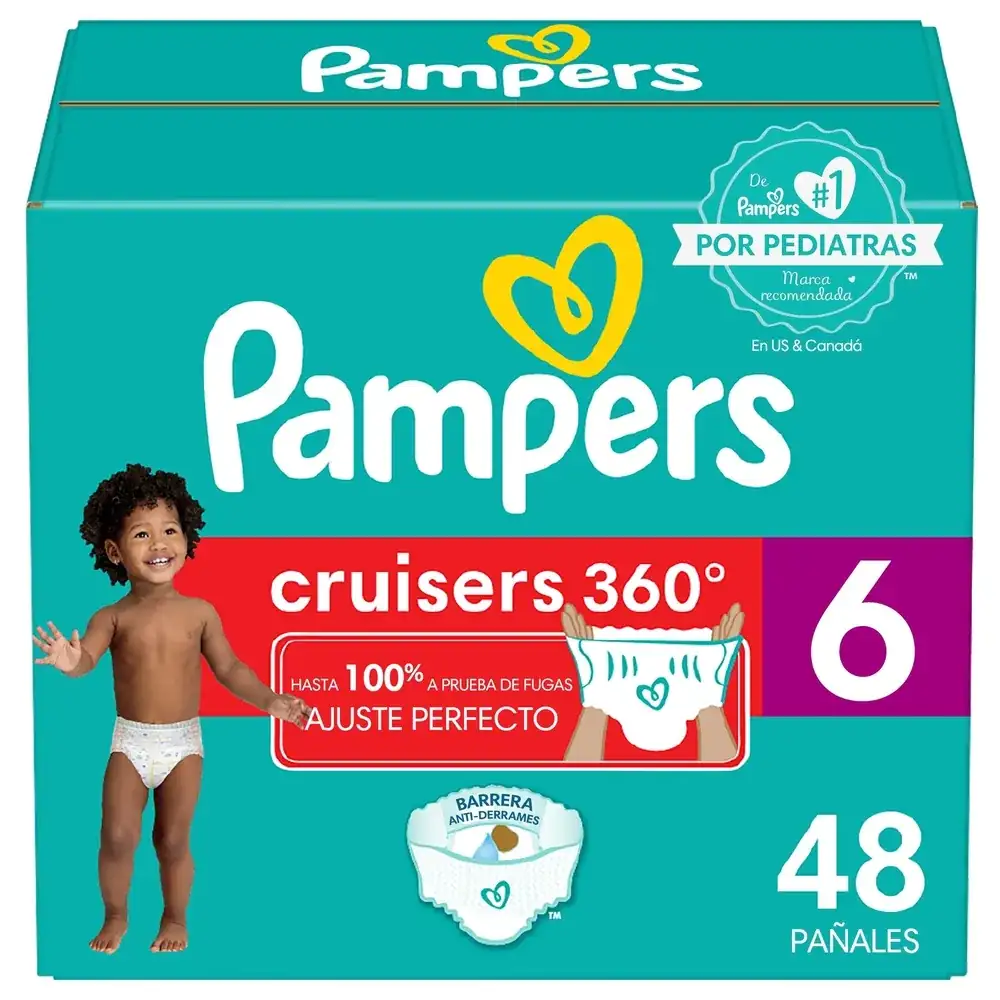 Pampers
De
Pampers #1
POR PEDIATRAS
Marca
recomendada
TM
En US & Canadá
Pampers
cruisers 360°
6
HASTA 100% A PRUEBA DE FUGAS
AJUSTE PERFECTO
BARRERA
ANTI-DERRAMES
TM
48
PAÑALES